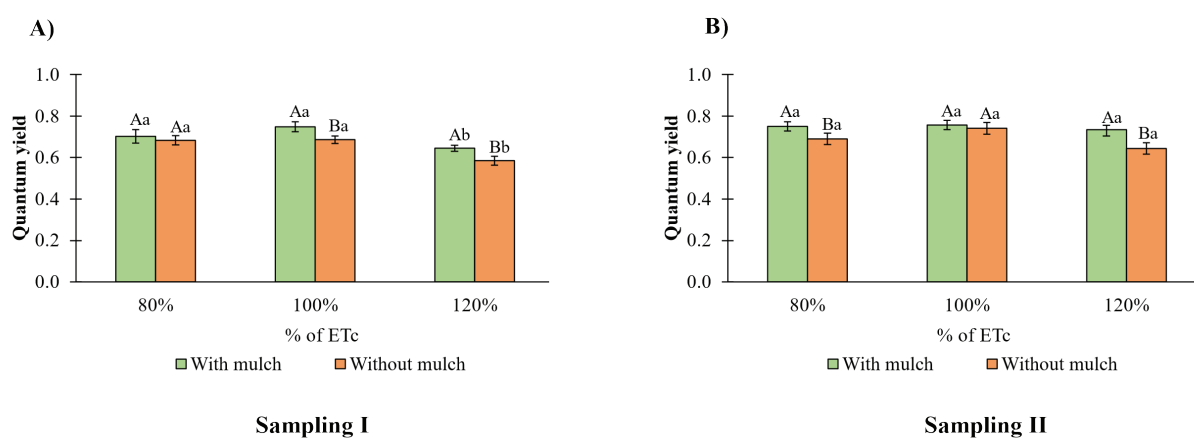 A)
Quantum yield
1.0
0.8
0.6
0.4
0.2
0.0
Aa Aa Aa Ba Ab Bb
80% 100% 120%
% of ETc
With mulch Without mulch
Sampling I
B)
Quantum yield
1.0
0.8
0.6
0.4
0.2
0.0
Aa Ba Aa Aa Aa Ba
80% 100% 120%
% of ETc
With mulch Without mulch
Sampling II